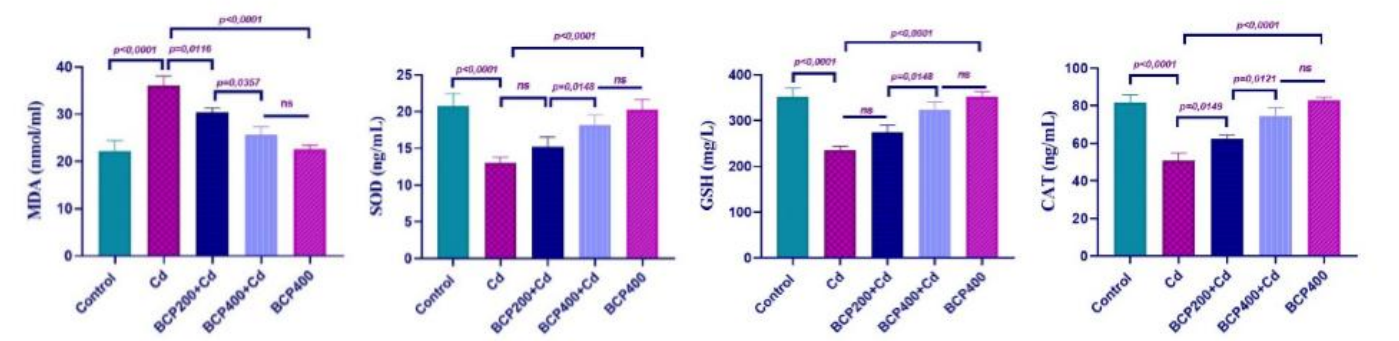 p<0,0001
p<0,0001
p=0,0116
p=0,0357
ns
MDA (nmol/ml)
40
30
20
10
0
Control
Cd
BCP200+Cd
BCP400+Cd
BCP400
p<0,0001
p<0,0001
ns
p=0,0148
ns
SOD (ng/mL)
25
20
15
10
5
0
Control
Cd
BCP200+Cd
BCP400+Cd
BCP400
p<0,0001
p<0,0001
ns
p=0,0148
ns
GSH (mg/L)
400
300
200
100
0
Control
Cd
BCP200+Cd
BCP400+Cd
BCP400
p<0,0001
p<0,0001
p=0,0149
p=0,0121
ns
CAT (ng/mL)
100
80
60
40
20
0
Control
Cd
BCP200+Cd
BCP400+Cd
BCP400